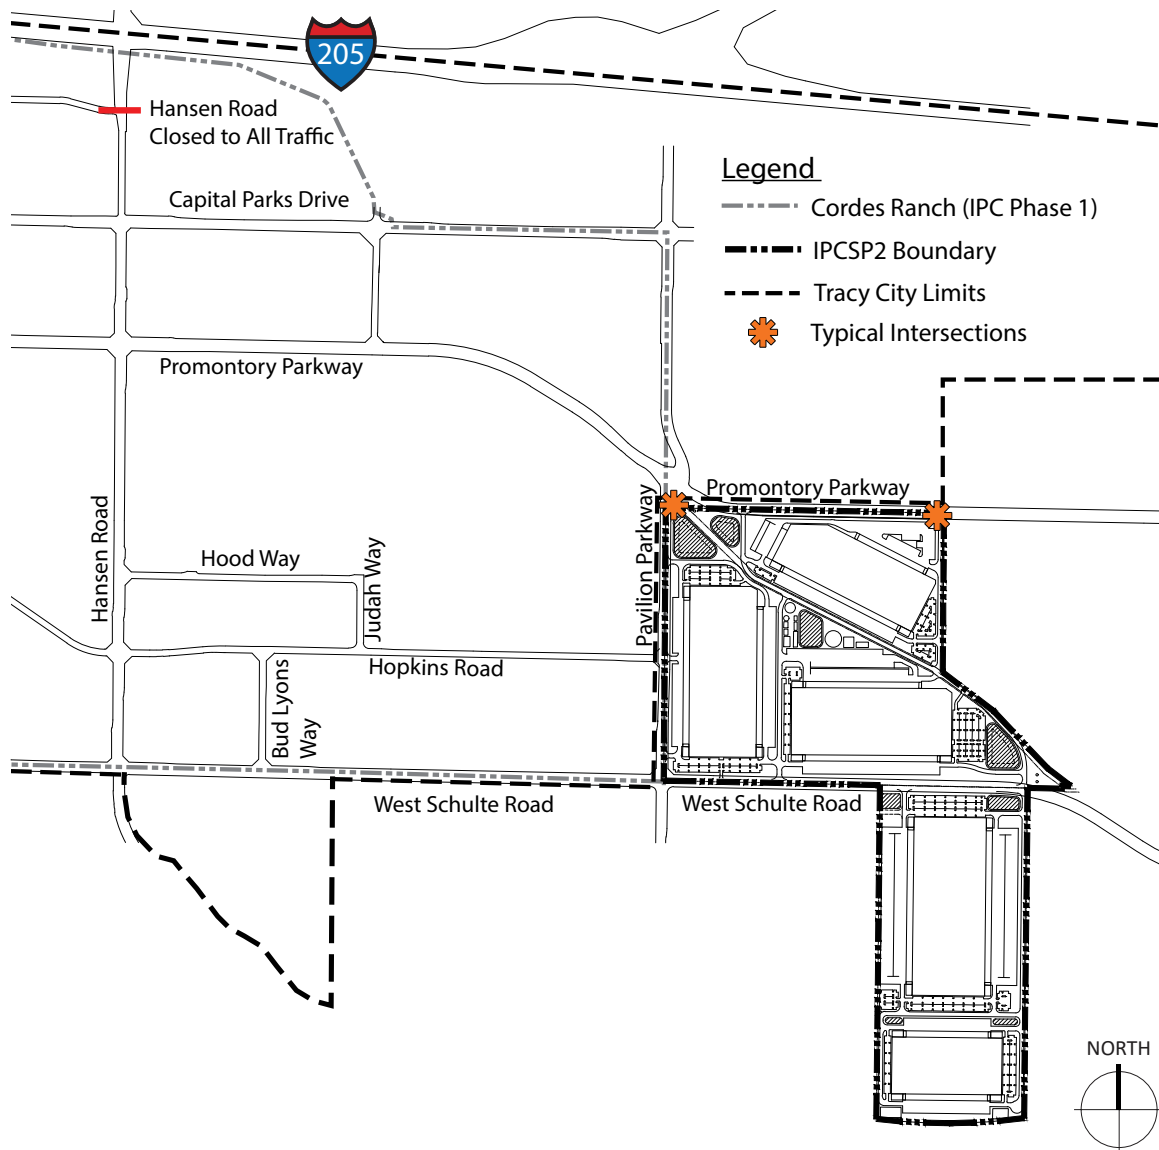 205
Hansen Road
Closed to All Traffic
Legend
Capital Parks Drive
Cordes Ranch (IPC Phase 1)
IPCSP2 Boundary
Tracy City Limits
Typical Intersections
Promontory Parkway
Promontory Parkway
Hansen Road
Hood Way
Judah Way
Pavilion Parkway
Hopkins Road
Bud Lyons
Way
West Schulte Road
West Schulte Road
NORTH